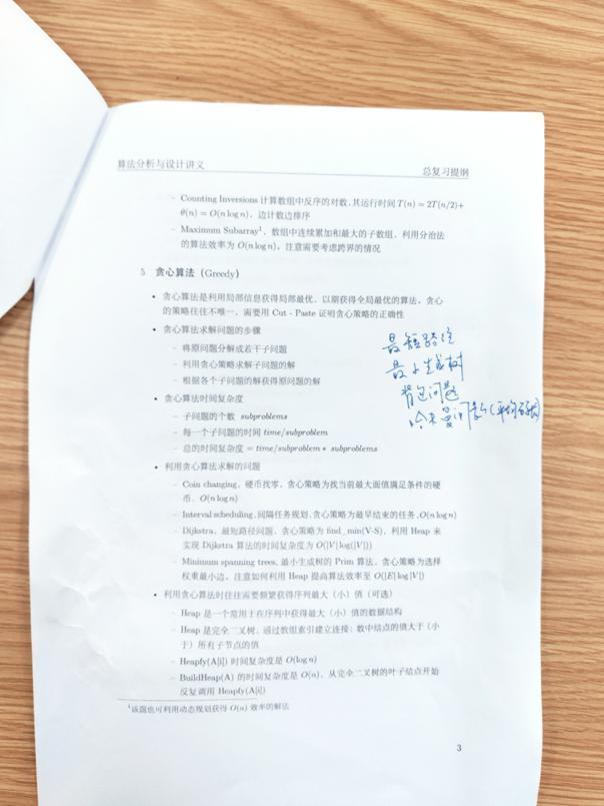 算法分析与设计讲义
总复习提纲
– Counting Inversions 计算数组中反序的对数,其运行时间 T(n) = 2T(n/2)+
θ(n) = O(n log n)，边计数边排序
– Maximum Subarray¹，数组中连续累加和最大的子数组，利用分治法
的算法效率为 O(n log n)，注意需要考虑跨界的情况
5 贪心算法（Greedy）
• 贪心算法是利用局部信息获得局部最优，以期获得全局最优的算法，贪心
的策略往往不唯一，需要用 Cut - Paste 证明贪心策略的正确性
• 贪心算法求解问题的步骤
– 将原问题分解成若干子问题
– 利用贪心策略求解子问题的解
– 根据各个子问题的解获得原问题的解
最短路径
最小生成树
背包问题
哈夫曼问题(平均码长)
• 贪心算法时间复杂度
– 子问题的个数 subproblems
– 每一个子问题的时间 time/subproblem
– 总的时间复杂度 = time/subproblem * subproblems
• 利用贪心算法求解的问题
– Coin changing，硬币找零，贪心策略为找当前最大面值满足条件的硬
币，O(n log n)
– Interval scheduling,间隔任务规划,贪心策略为最早结束的任务,O(n log n)
– Dijkstra，最短路径问题，贪心策略为 find_min(V-S)，利用 Heap 来
实现 Dijkstra 算法的时间复杂度为 O(|V| log(|V|))
– Minimum spanning trees, 最小生成树的 Prim 算法，贪心策略为选择
权重最小边，注意如何利用 Heap 提高算法效率至 O(|E| log |V|)
• 利用贪心算法时往往需要频繁获得序列最大（小）值（可选）
– Heap 是一个常用于在序列中获得最大（小）值的数据结构
– Heap 是完全二叉树，通过数组索引建立连接；数中结点的值大于（小
于）所有子节点的值
– Heapfy(A[i]) 时间复杂度是 O(log n)
– BuildHeap(A) 的时间复杂度是 O(n)，从完全二叉树的叶子结点开始
反复调用 Heapfy(A[i])
¹该题也可利用动态规划获得 O(n) 效率的解法
3